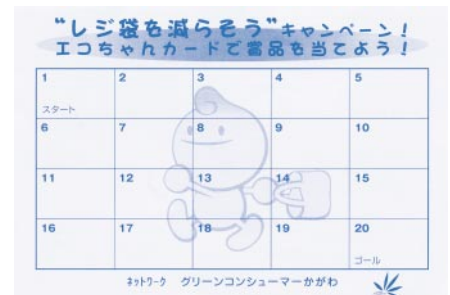 “レジ袋を減らそう”キャンペーン!
エコちゃんカードで賞品を当てよう!
1 2 3 4 5
スタート
6 7 8 9 10
11 12 13 14 15
16 17 18 19 20
ゴール
ネットワーク グリーンコンシューマーかがわ